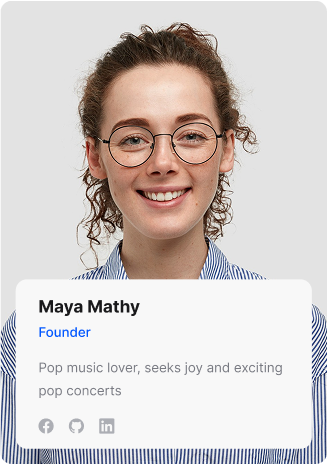 Maya Mathy
Founder
Pop music lover, seeks joy and exciting
pop concerts